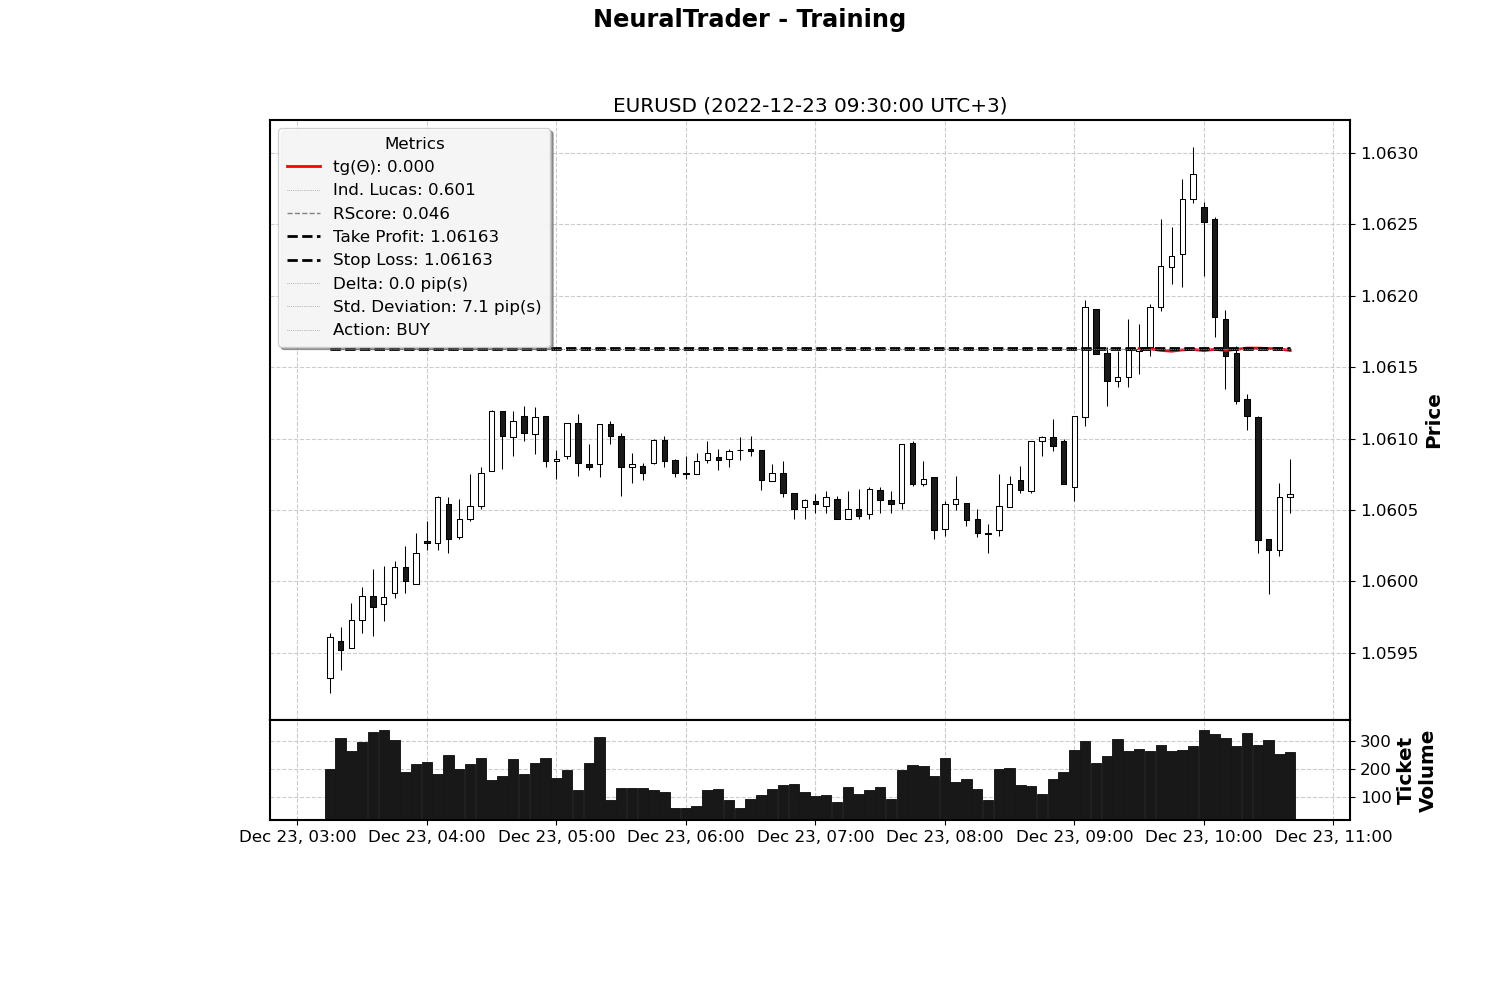 NeuralTrader - Training
EURUSD (2022-12-23 09:30:00 UTC+3)
Metrics
tg(Θ): 0.000
Ind. Lucas: 0.601
RScore: 0.046
Take Profit: 1.06163
Stop Loss: 1.06163
Delta: 0.0 pip(s)
Std. Deviation: 7.1 pip(s)
Action: BUY
1.0630
1.0625
1.0620
1.0615
1.0610
1.0605
1.0600
1.0595
Price
300
200
100
Ticket
Volume
Dec 23, 03:00 Dec 23, 04:00 Dec 23, 05:00 Dec 23, 06:00 Dec 23, 07:00 Dec 23, 08:00 Dec 23, 09:00 Dec 23, 10:00 Dec 23, 11:00